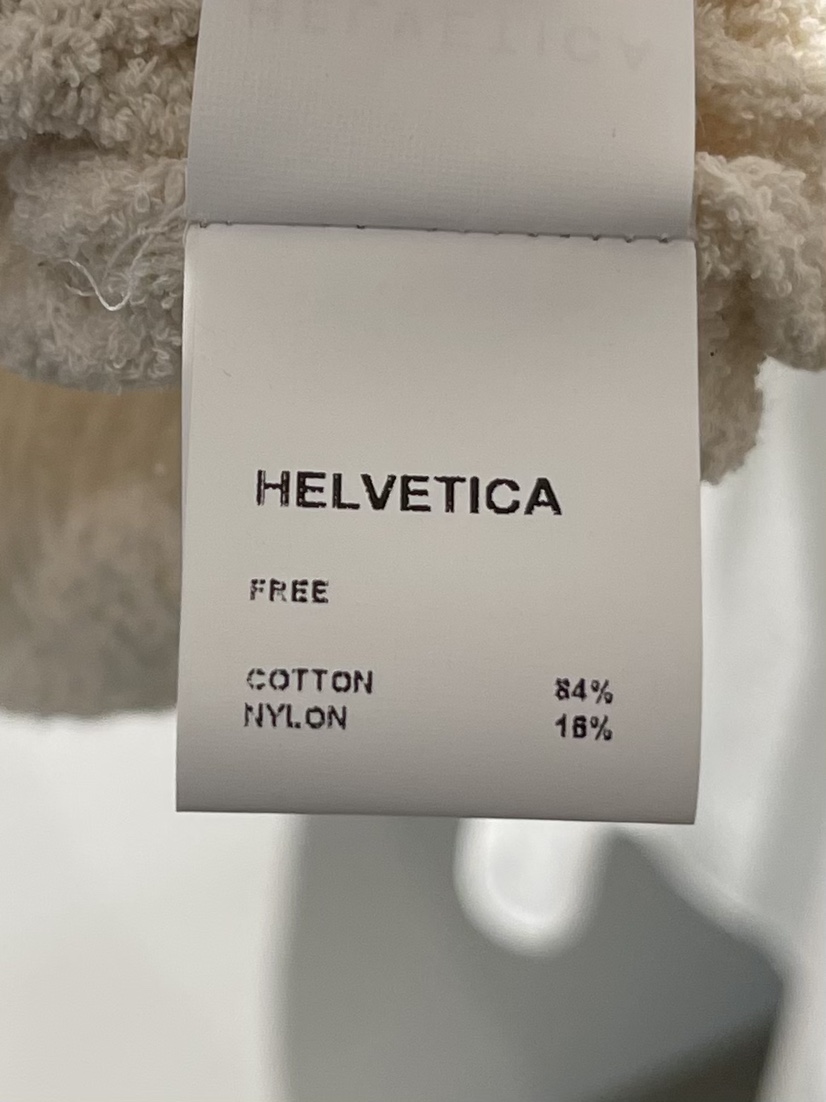 HELVETICA
FREE
COTTON 84%
NYLON 16%